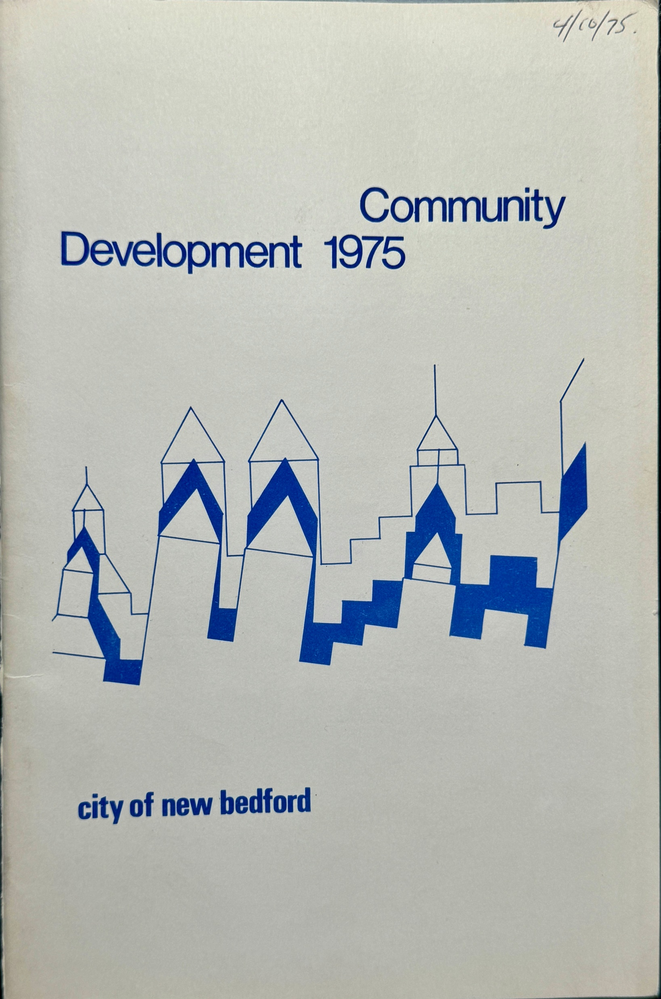 4/10/75.
Community
Development 1975
city of new bedford